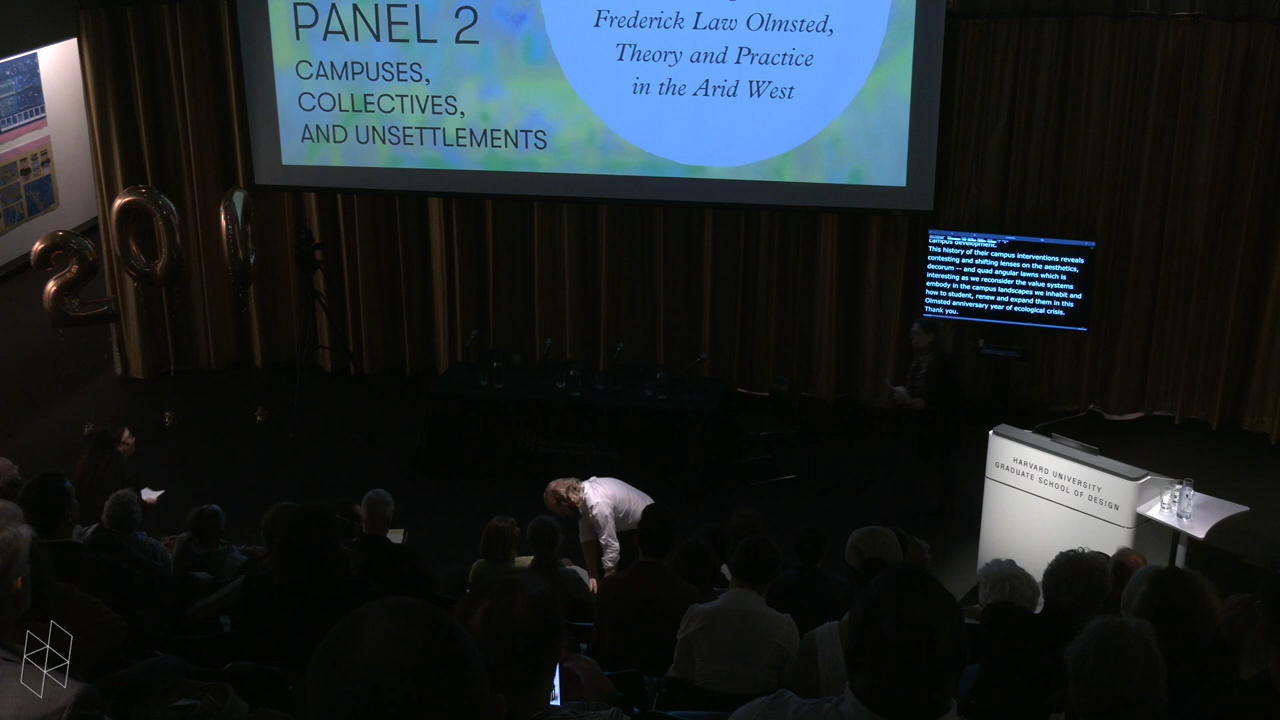 PANEL 2
CAMPUSES,
COLLECTIVES,
AND UNSETTLEMENTS
Frederick Law Olmsted,
Theory and Practice
in the Arid West
200
campus development.
This history of their campus interventions reveals
contesting and shifting lenses on the aesthetics,
decorum -- and quad angular lawns which is
interesting as we reconsider the value systems
embody in the campus landscapes we inhabit and
how to student, renew and expand them in this
Olmsted anniversary year of ecological crisis.
Thank you.
HARVARD UNIVERSITY
GRADUATE SCHOOL OF DESIGN